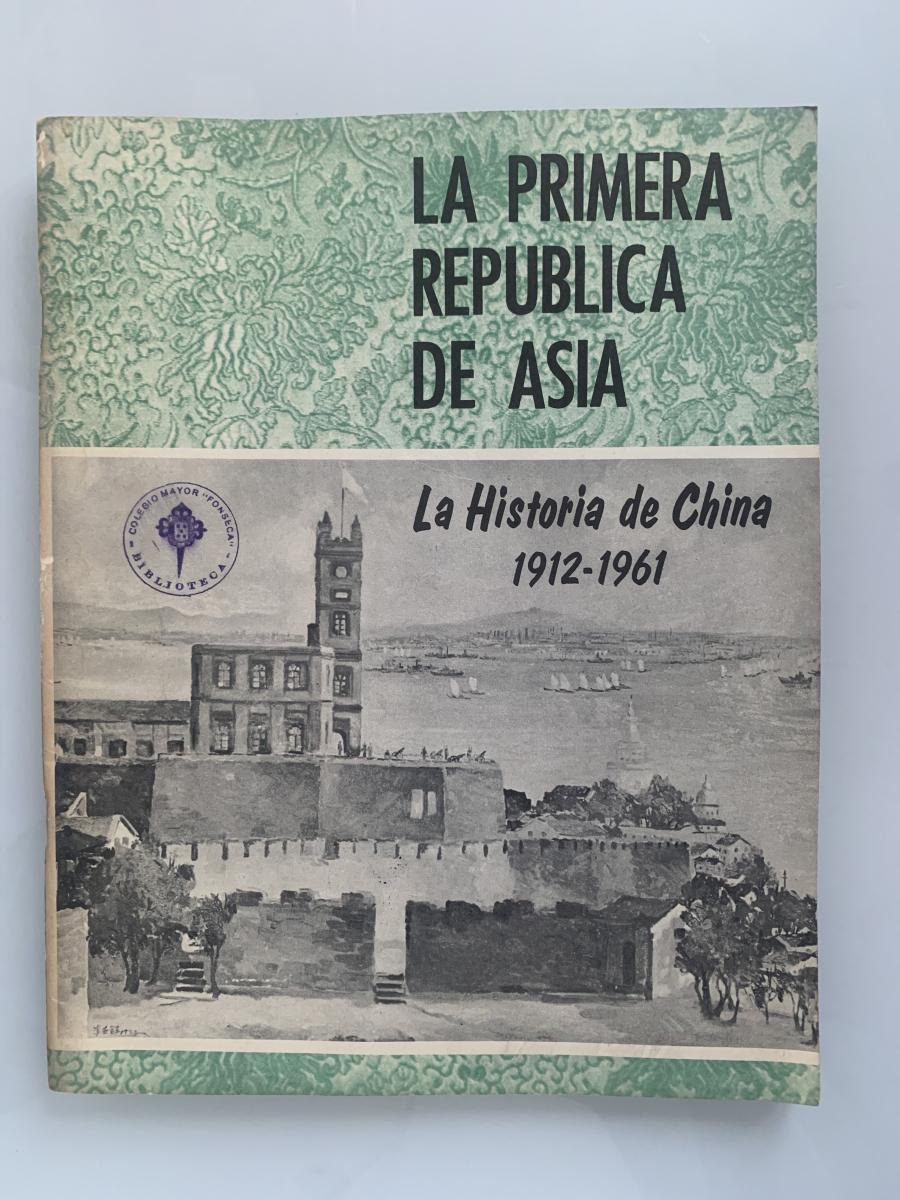 LA PRIMERA
REPUBLICA
DE ASIA
La Historia de China
1912-1961
COLEGIO MAYOR "FONSECA"
BIBLIOTECA